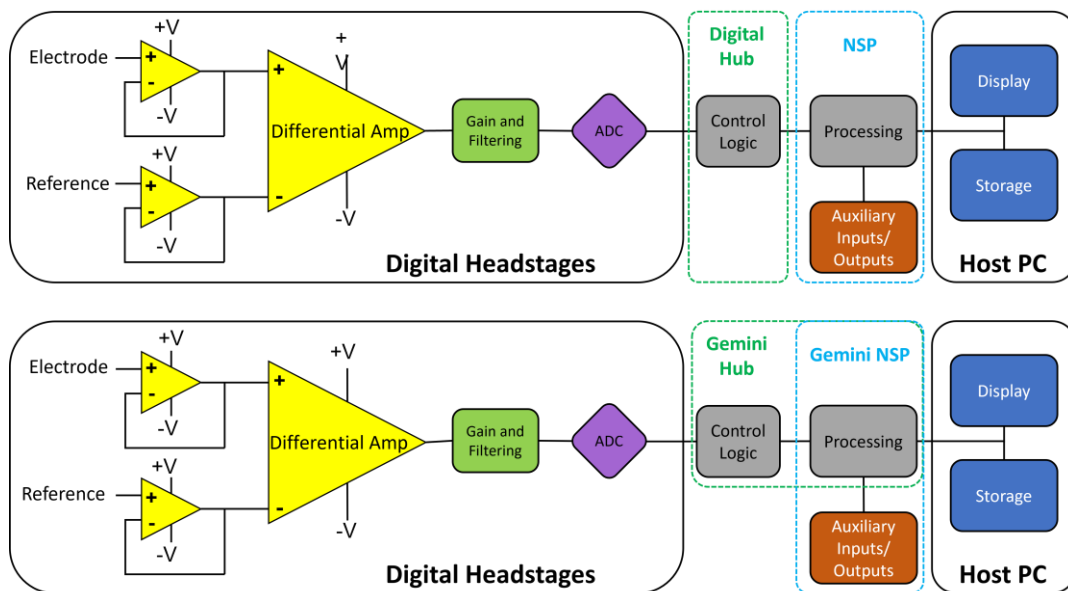 +V
Electrode
+
-
-V
+V
Reference
+
-
-V
+
V
+
Differential Amp
-
-V
Gain and
Filtering
ADC
Digital Headstages
Digital
Hub
Control
Logic
NSP
Processing
Auxiliary
Inputs/
Outputs
Display
Storage
Host PC
+V
Electrode
+
-
-V
+V
Reference
+
-
-V
+V
+
Differential Amp
-
-V
Gain and
Filtering
ADC
Digital Headstages
Gemini
Hub
Control
Logic
Gemini NSP
Processing
Auxiliary
Inputs/
Outputs
Display
Storage
Host PC